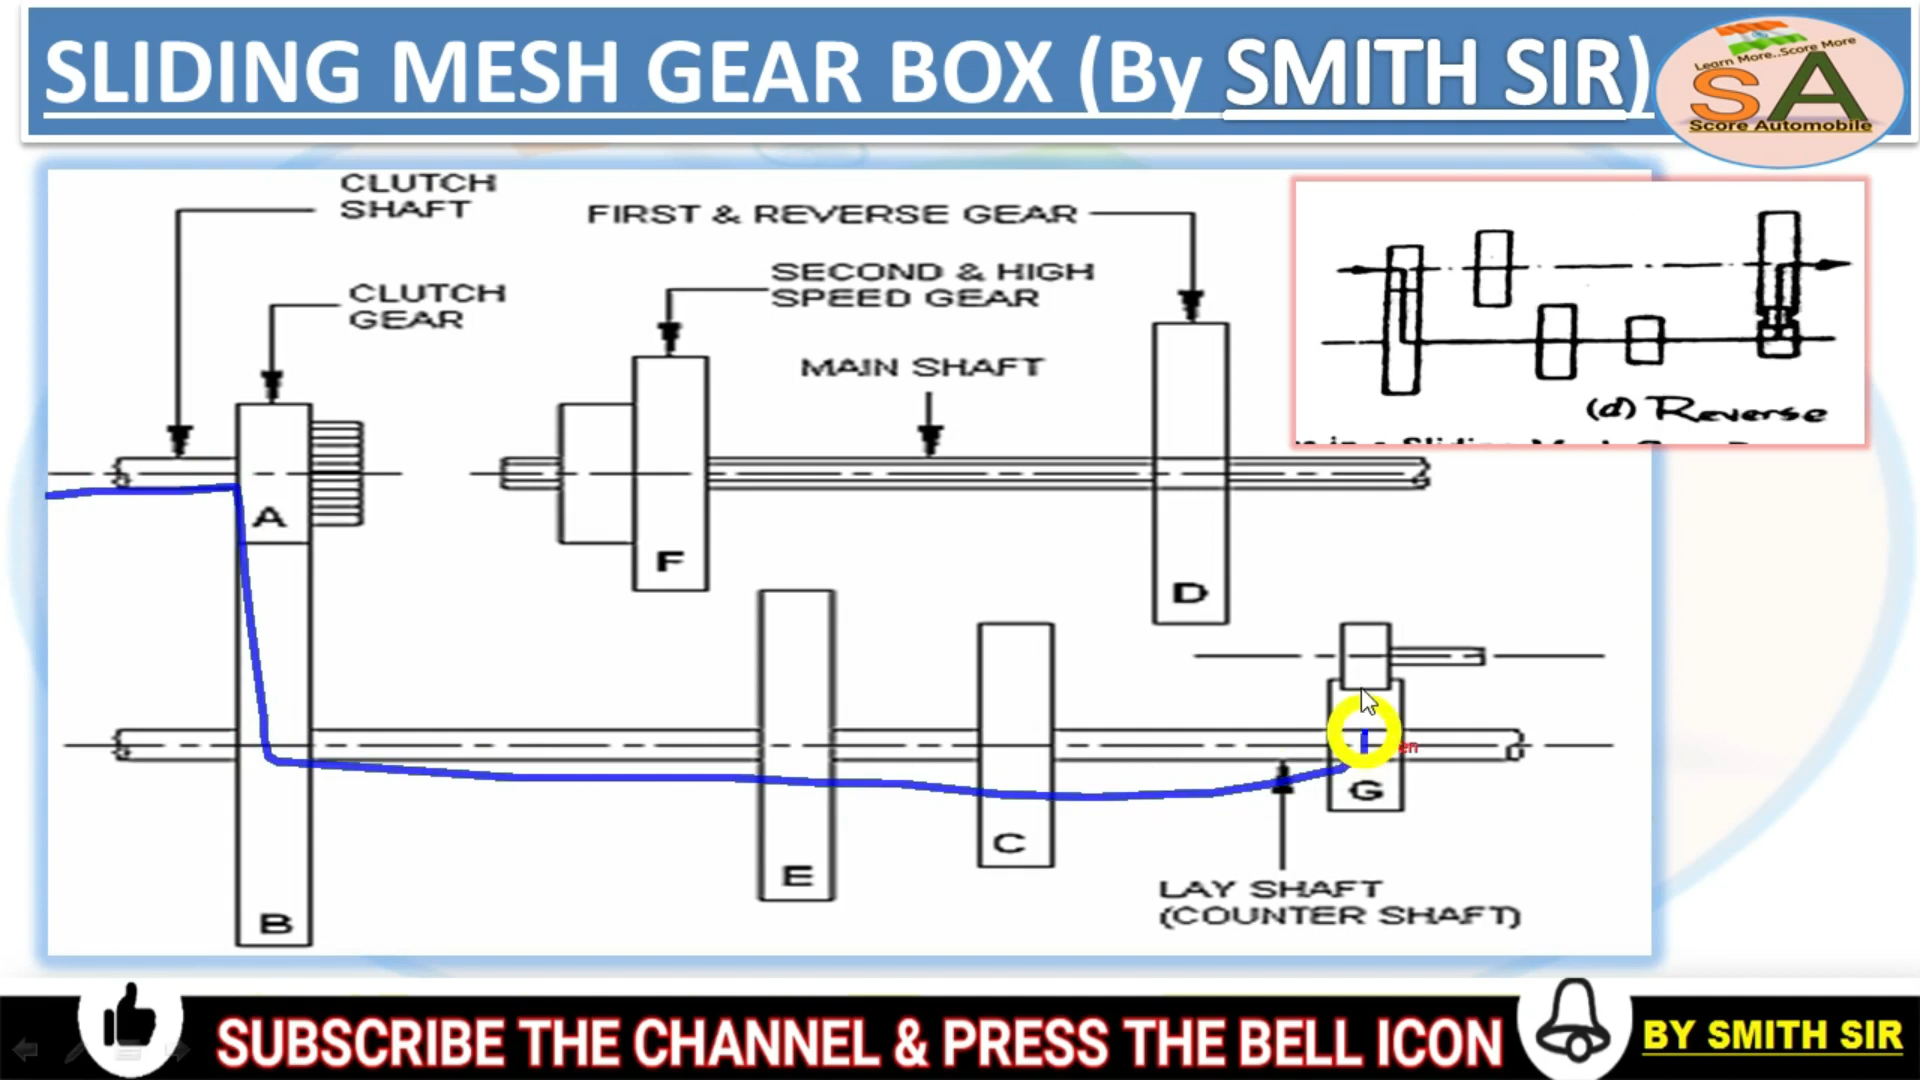 SLIDING MESH GEAR BOX (By SMITH SIR)
Learn More..Score More
SA
Score Automobile
CLUTCH
SHAFT
FIRST & REVERSE GEAR
SECOND & HIGH
SPEED GEAR
CLUTCH
GEAR
MAIN SHAFT
(d) Reverse
A
F
D
en
G
C
E
LAY SHAFT
(COUNTER SHAFT)
B
SUBSCRIBE THE CHANNEL & PRESS THE BELL ICON
BY SMITH SIR